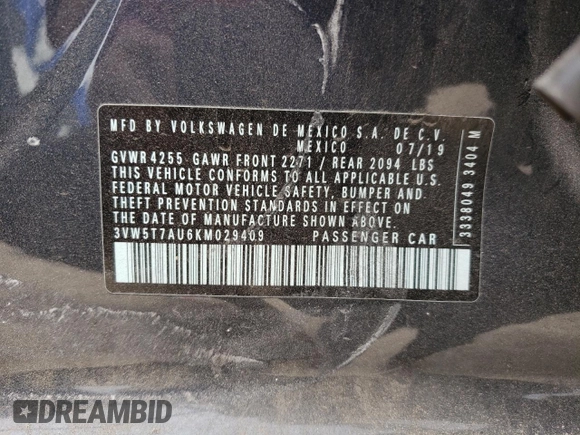 MFD BY VOLKSWAGEN DE MEXICO S.A. DE C.V.
MEXICO 07/19
GVWR 4255 GAWR FRONT 2271 / REAR 2094 LBS
THIS VEHICLE CONFORMS TO ALL APPLICABLE U.S.
FEDERAL MOTOR VEHICLE SAFETY, BUMPER AND
THEFT PREVENTION STANDARDS IN EFFECT ON
THE DATE OF MANUFACTURE SHOWN ABOVE.
3VW5T7AU6KM029409 PASSENGER CAR
3338049 3404 M
DREAMBID